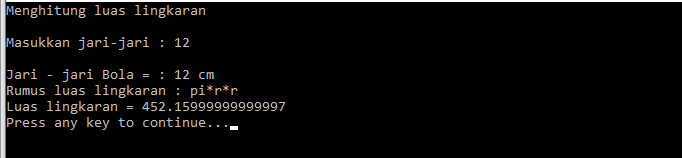 Menghitung luas lingkaran
Masukkan jari-jari : 12
Jari - jari Bola = : 12 cm
Rumus luas lingkaran : pi*r*r
Luas lingkaran = 452.15999999999997
Press any key to continue...